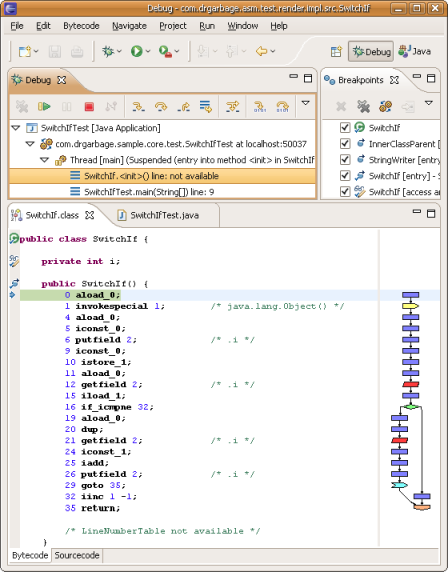 Debug - com.drgarbage.asm.test.render.impl.src.SwitchIf
File Edit Bytecode Navigate Project Run Window Help
Debug Java
Debug
SwitchIfTest [Java Application]
com.drgarbage.sample.core.test.SwitchIfTest at localhost:50037
Thread [main] (Suspended (entry into method <init> in SwitchIf
SwitchIf.<init>() line: not available
SwitchIfTest.main(String[]) line: 9
Breakpoints
SwitchIf
InnerClassParent [
StringWriter [entry]
SwitchIf [entry] - S
SwitchIf [access an
SwitchIf.class SwitchIfTest.java
public class SwitchIf {
private int i;
public SwitchIf() {
0 aload_0;
1 invokespecial 1; /* java.lang.Object() */
4 aload_0;
5 iconst_0;
6 putfield 2; /* .i */
9 iconst_0;
10 istore_1;
11 aload_0;
12 getfield 2; /* .i */
15 iload_1;
16 if_icmpne 32;
19 aload_0;
20 dup;
21 getfield 2; /* .i */
24 iconst_1;
25 iadd;
26 putfield 2; /* .i */
29 goto 35;
32 iinc 1 -1;
35 return;
/* LineNumberTable not available */
}
Bytecode Sourcecode